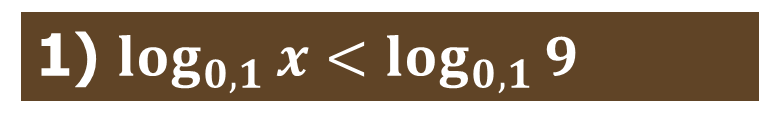 1) log₀,₁ x < log₀,₁ 9